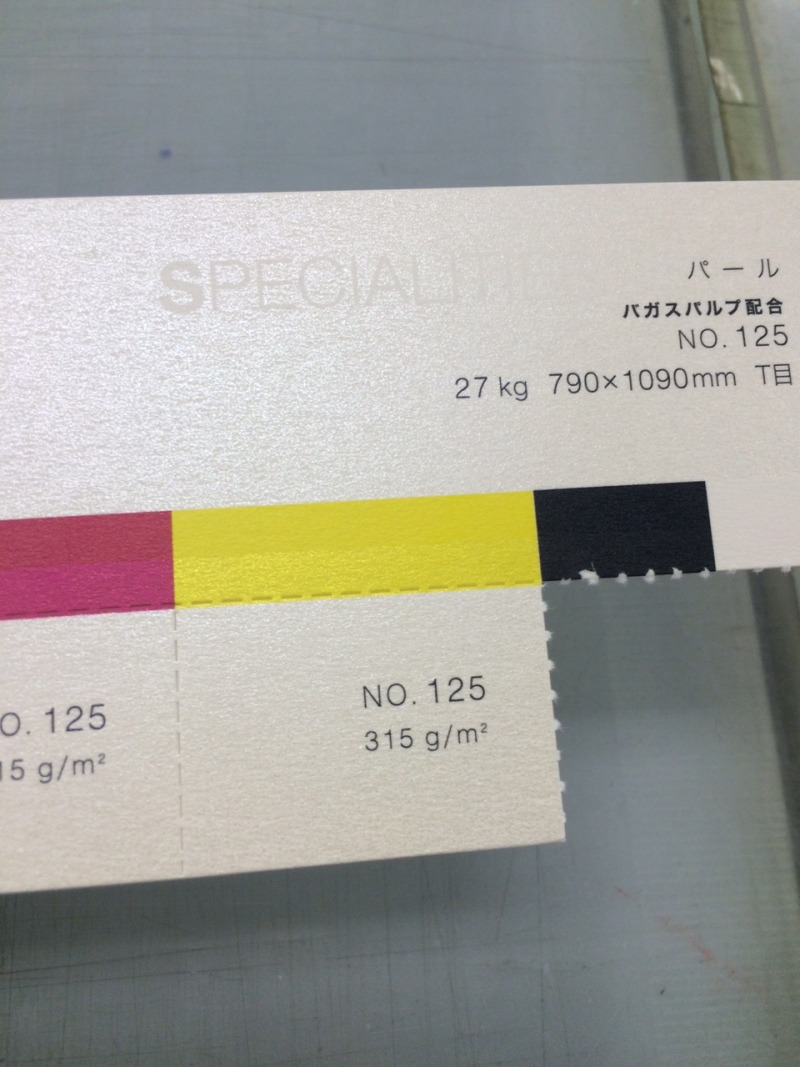 SPECIALITIE
パール
バガスパルプ配合
NO. 125
27 kg 790×1090mm T目
O. 125
15 g/m²
NO. 125
315 g/m²